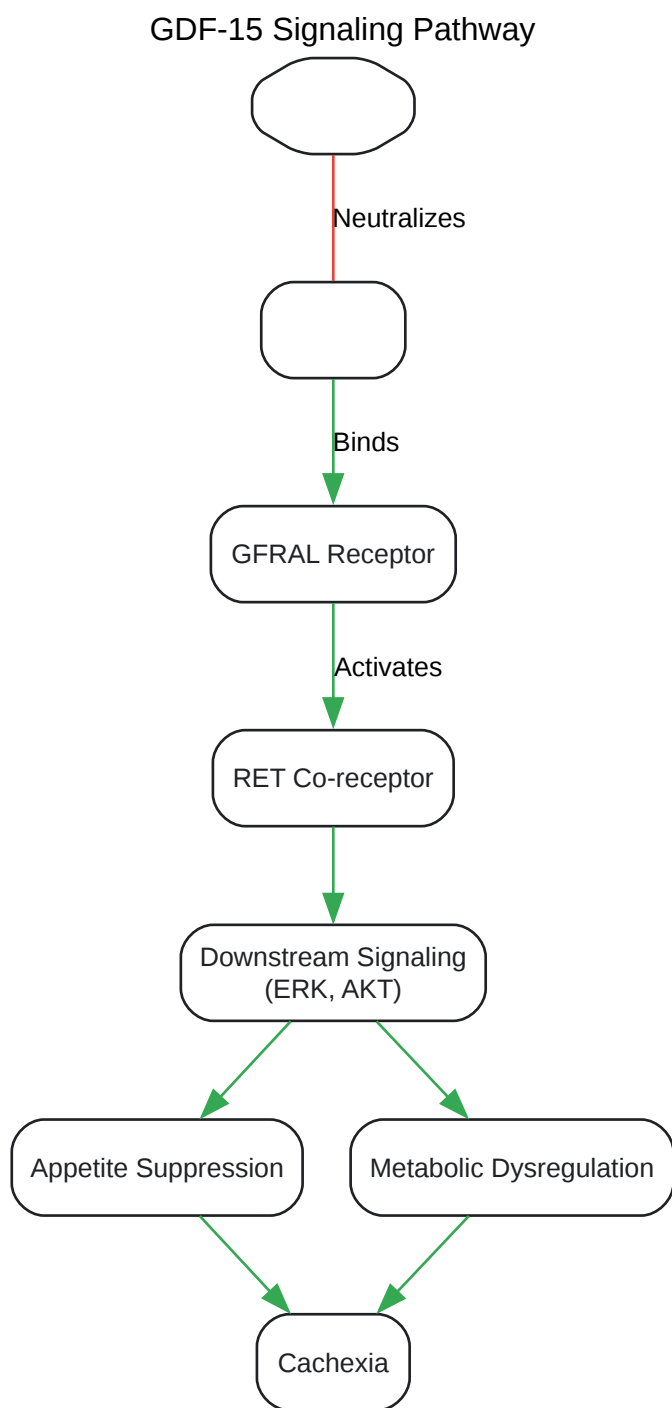 GDF-15 Signaling Pathway
Neutralizes
Binds
GFRAL Receptor
Activates
RET Co-receptor
Downstream Signaling
(ERK, AKT)
Appetite Suppression
Metabolic Dysregulation
Cachexia